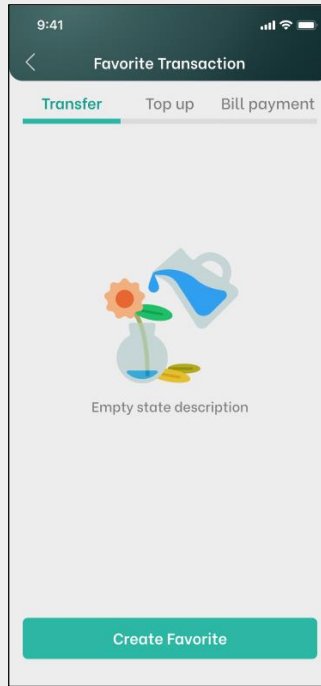 9:41
Favorite Transaction
Transfer Top up Bill payment
Empty state description
Create Favorite